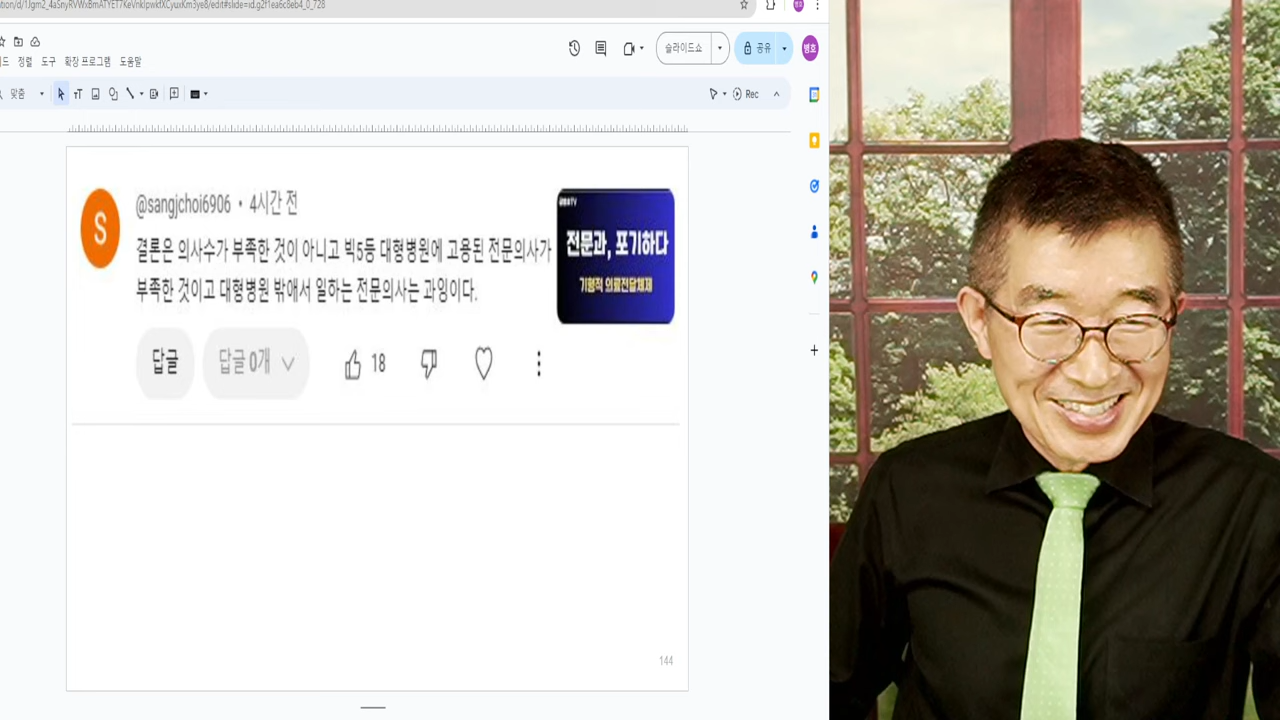 드 정렬 도구 확장 프로그램 도움말
슬라이드쇼
공유
병호
맞춤
Rec
S
@sangjchoi6906 • 4시간 전
결론은 의사수가 부족한 것이 아니고 빅5등 대형병원에 고용된 전문의사가
부족한 것이고 대형병원 밖애서 일하는 전문의사는 과잉이다.
전문과, 포기하다
기형적 의료전달체제
답글
답글 0개
18
144